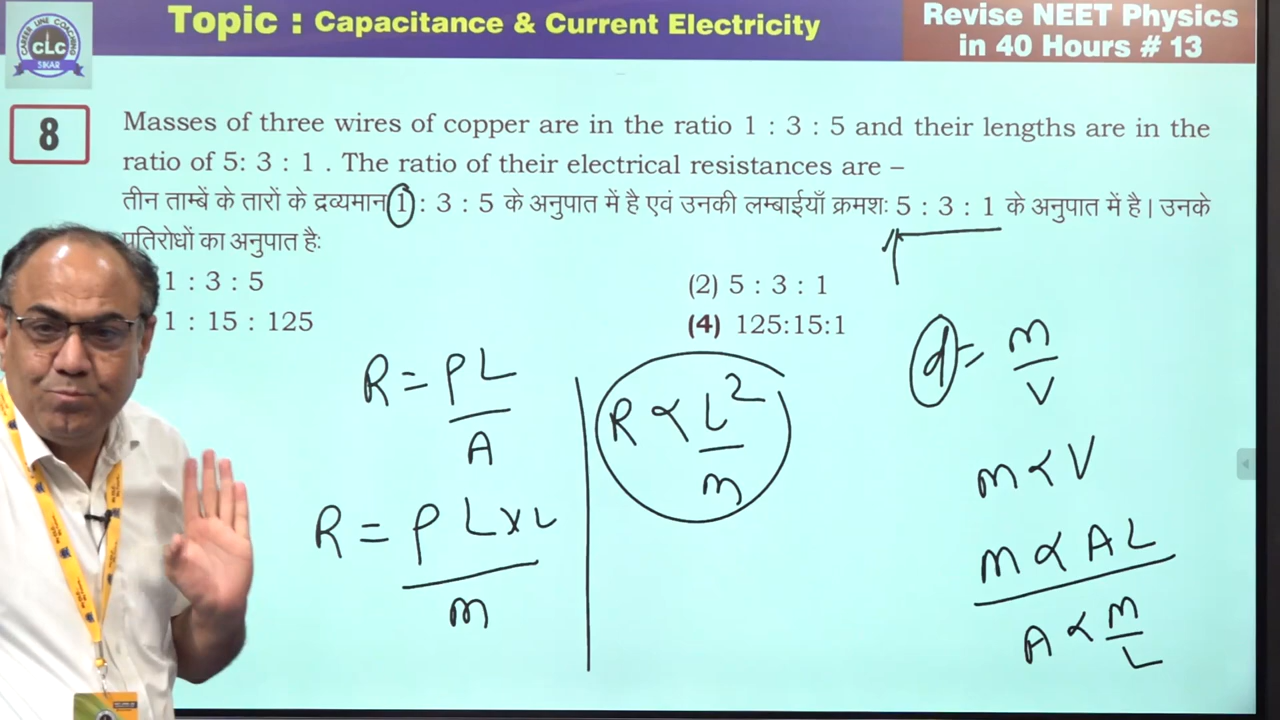 Topic : Capacitance & Current Electricity
Revise NEET Physics
in 40 Hours # 13
CAREER LINE COACHING
CLC
SIKAR
8
Masses of three wires of copper are in the ratio 1 : 3 : 5 and their lengths are in the
ratio of 5: 3 : 1 . The ratio of their electrical resistances are –
तीन ताम्बें के तारों के द्रव्यमान 1 : 3 : 5 के अनुपात में है एवं उनकी लम्बाईयाँ क्रमशः 5 : 3 : 1 के अनुपात में है। उनके
प्रतिरोधों का अनुपात हैः
1 : 3 : 5
(2) 5 : 3 : 1
1 : 15 : 125
(4) 125:15:1
R = ρL/A
R = ρ L×L/m
R ∝ L²/m
d = m/V
m ∝ V
m ∝ AL
A ∝ m/L